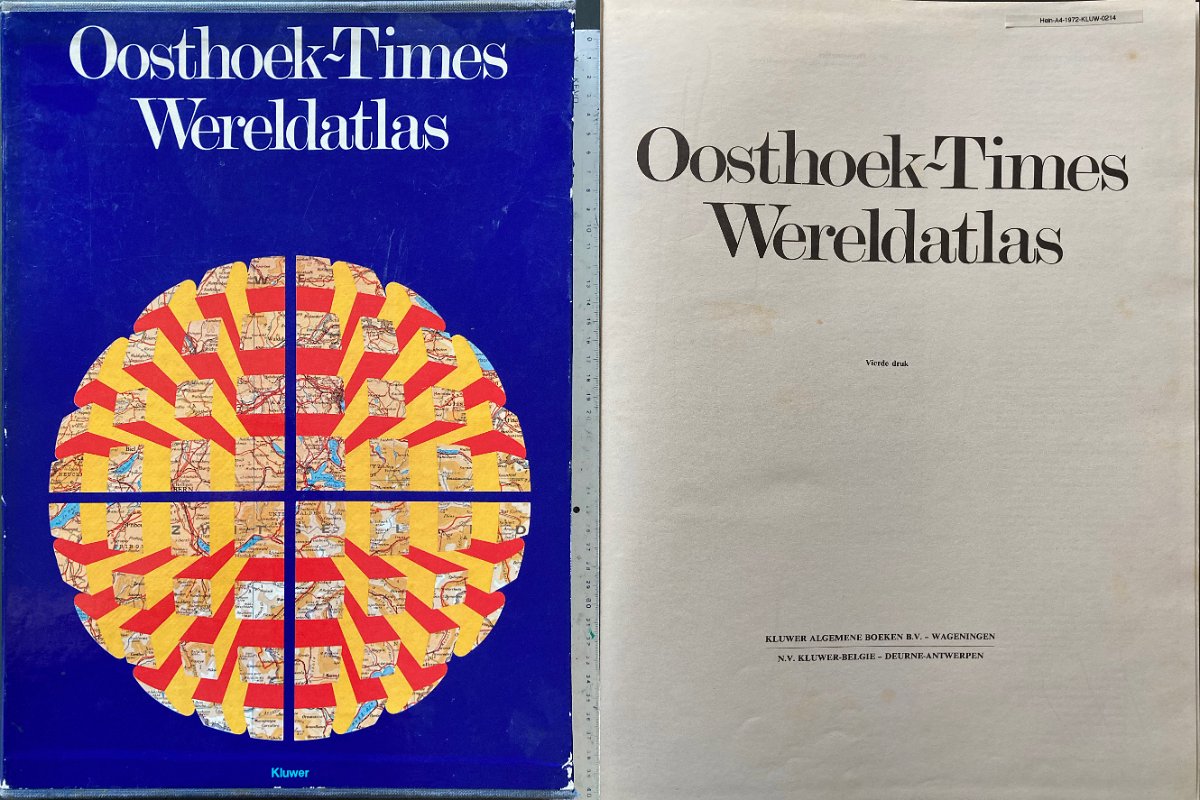 Oosthoek~Times
Wereldatlas
Kluwer
Hein-A4-1972-KLUW-0214
Oosthoek~Times
Wereldatlas
Vierde druk
KLUWER ALGEMENE BOEKEN B.V. – WAGENINGEN
N.V. KLUWER-BELGIE – DEURNE-ANTWERPEN